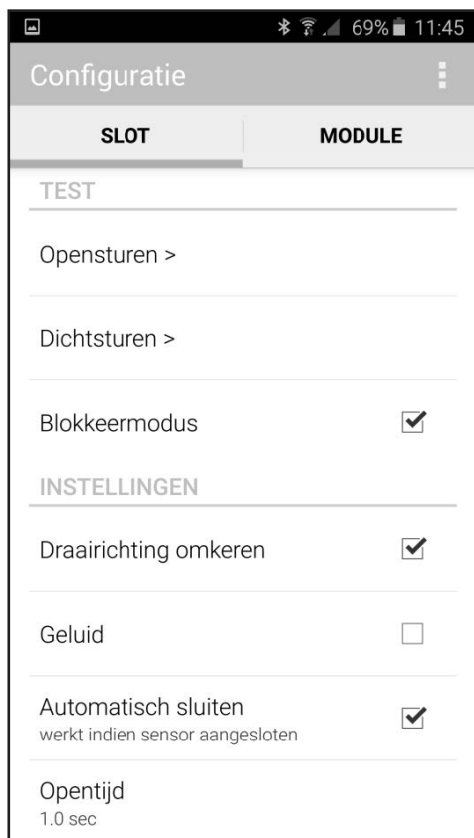 69% 11:45
Configuratie
SLOT MODULE
TEST
Opensturen >
Dichtsturen >
Blokkeermodus
INSTELLINGEN
Draairichting omkeren
Geluid
Automatisch sluiten
werkt indien sensor aangesloten
Opentijd
1.0 sec